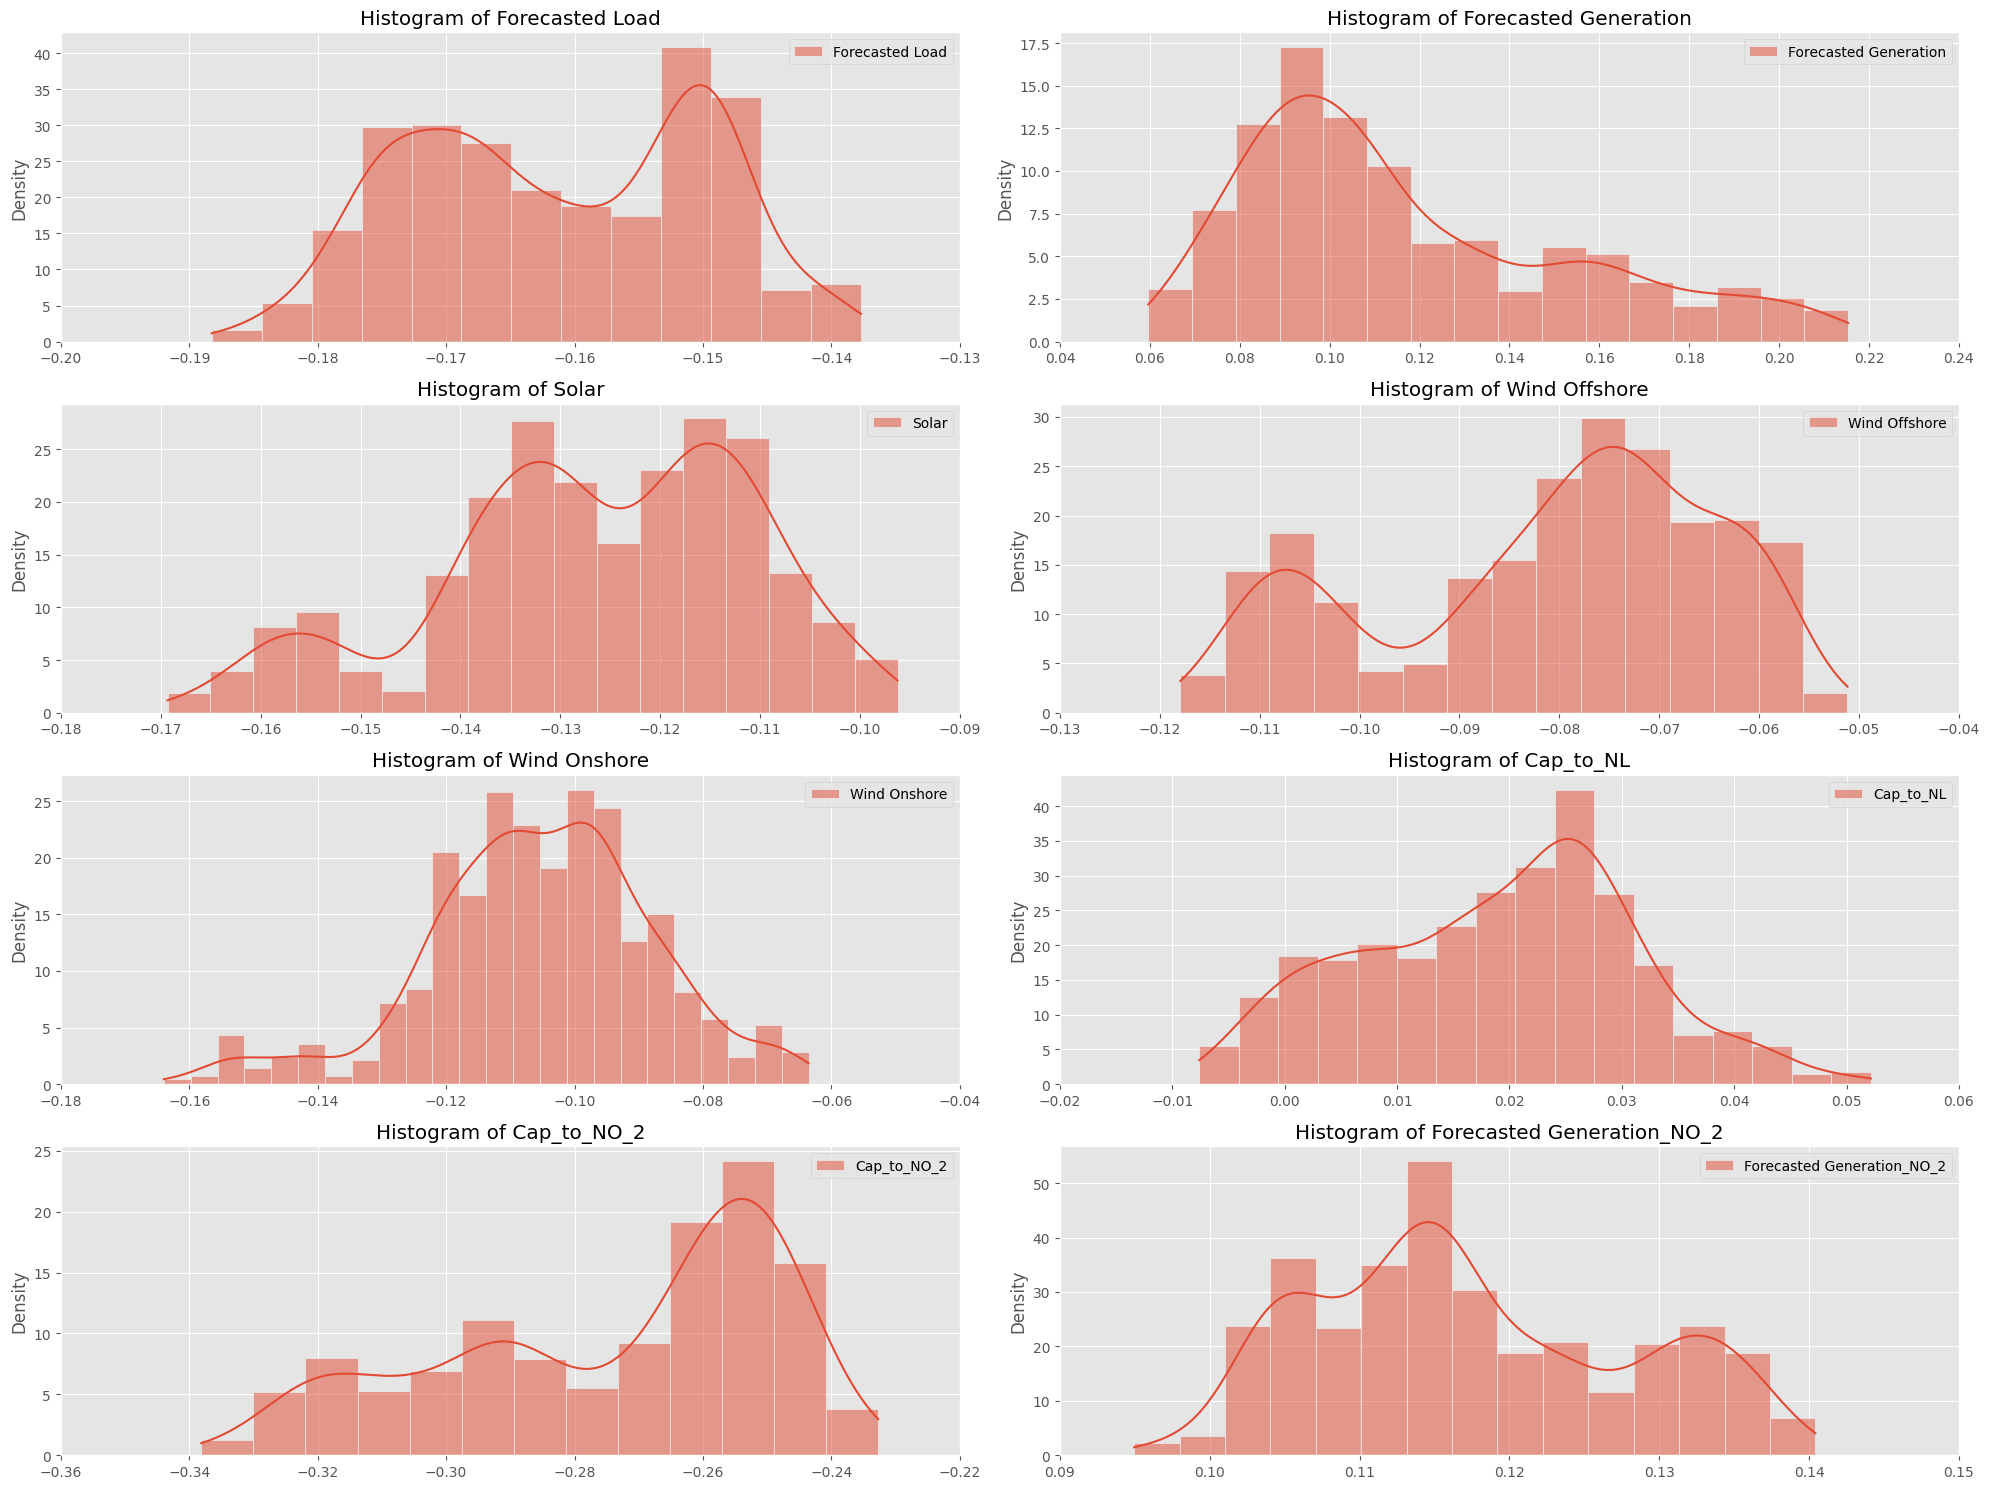 Histogram of Forecasted Load
Forecasted Load
Density
40
35
30
25
20
15
10
5
0
−0.20 −0.19 −0.18 −0.17 −0.16 −0.15 −0.14 −0.13
Histogram of Forecasted Generation
Forecasted Generation
Density
17.5
15.0
12.5
10.0
7.5
5.0
2.5
0.0
0.04 0.06 0.08 0.10 0.12 0.14 0.16 0.18 0.20 0.22 0.24
Histogram of Solar
Solar
Density
25
20
15
10
5
0
−0.18 −0.17 −0.16 −0.15 −0.14 −0.13 −0.12 −0.11 −0.10 −0.09
Histogram of Wind Offshore
Wind Offshore
Density
30
25
20
15
10
5
0
−0.13 −0.12 −0.11 −0.10 −0.09 −0.08 −0.07 −0.06 −0.05 −0.04
Histogram of Wind Onshore
Wind Onshore
Density
25
20
15
10
5
0
−0.18 −0.16 −0.14 −0.12 −0.10 −0.08 −0.06 −0.04
Histogram of Cap_to_NL
Cap_to_NL
Density
40
35
30
25
20
15
10
5
0
−0.02 −0.01 0.00 0.01 0.02 0.03 0.04 0.05 0.06
Histogram of Cap_to_NO_2
Cap_to_NO_2
Density
25
20
15
10
5
0
−0.36 −0.34 −0.32 −0.30 −0.28 −0.26 −0.24 −0.22
Histogram of Forecasted Generation_NO_2
Forecasted Generation_NO_2
Density
50
40
30
20
10
0
0.09 0.10 0.11 0.12 0.13 0.14 0.15